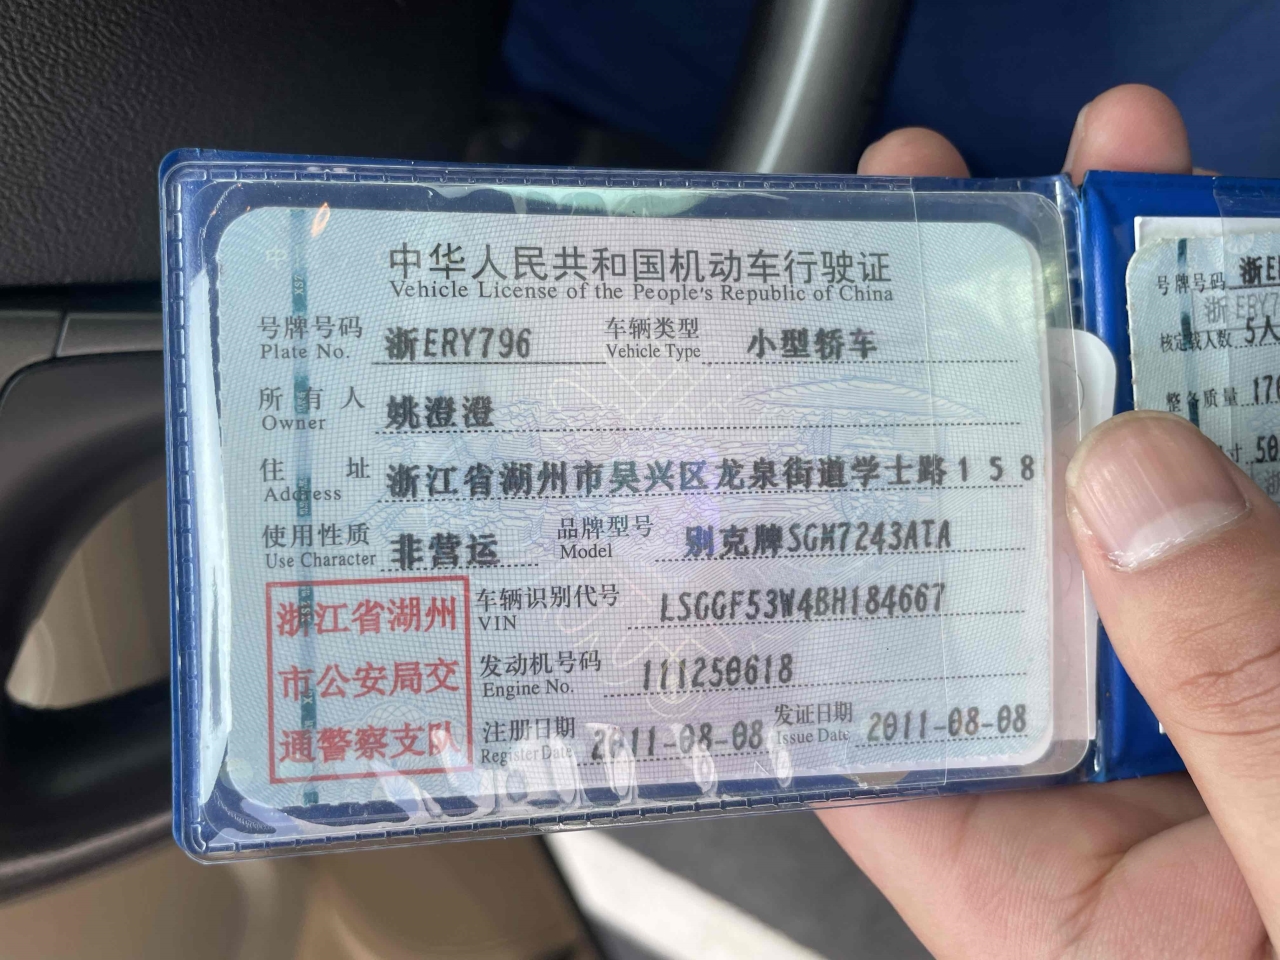 中华人民共和国机动车行驶证
Vehicle License of the People's Republic of China
号牌号码 浙ERY796 车辆类型 小型轿车
Plate No. Vehicle Type
所有人 姚澄澄
Owner
住址 浙江省湖州市吴兴区龙泉街道学士路158
Address
使用性质 非营运 品牌型号 别克牌SGM7243ATA
Use Character Model
浙江省湖州
市公安局交
通警察支队
车辆识别代号 LSGGF53W4BH184667
VIN
发动机号码 111250618
Engine No.
注册日期 2011-08-08 发证日期 2011-08-08
Register Date Issue Date
号牌号码 浙E
核定载人数 5人
整备质量